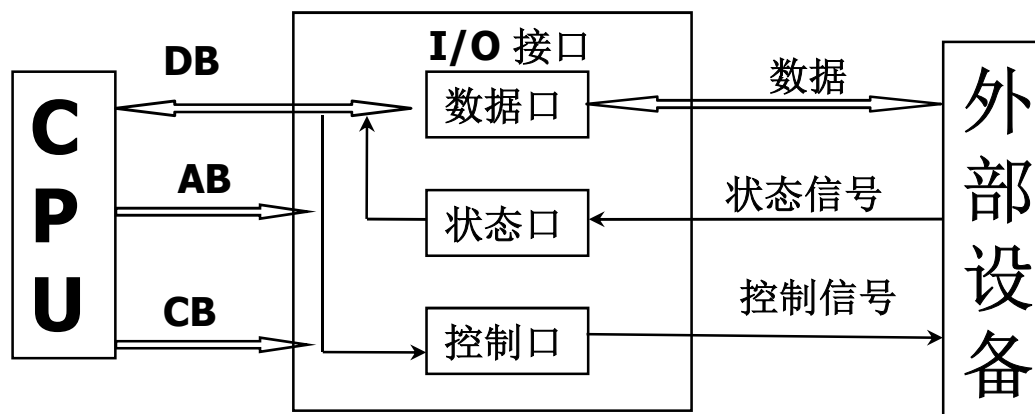 CPU
DB
AB
CB
I/O 接口
数据口
状态口
控制口
数据
状态信号
控制信号
外部设备